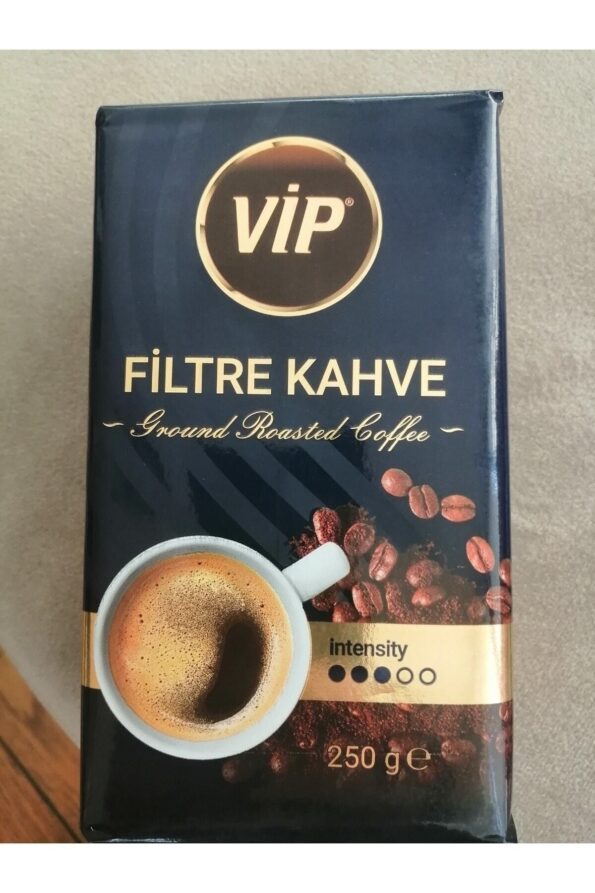 VİP®
FİLTRE KAHVE
~ Ground Roasted Coffee ~
intensity
250 g ℮